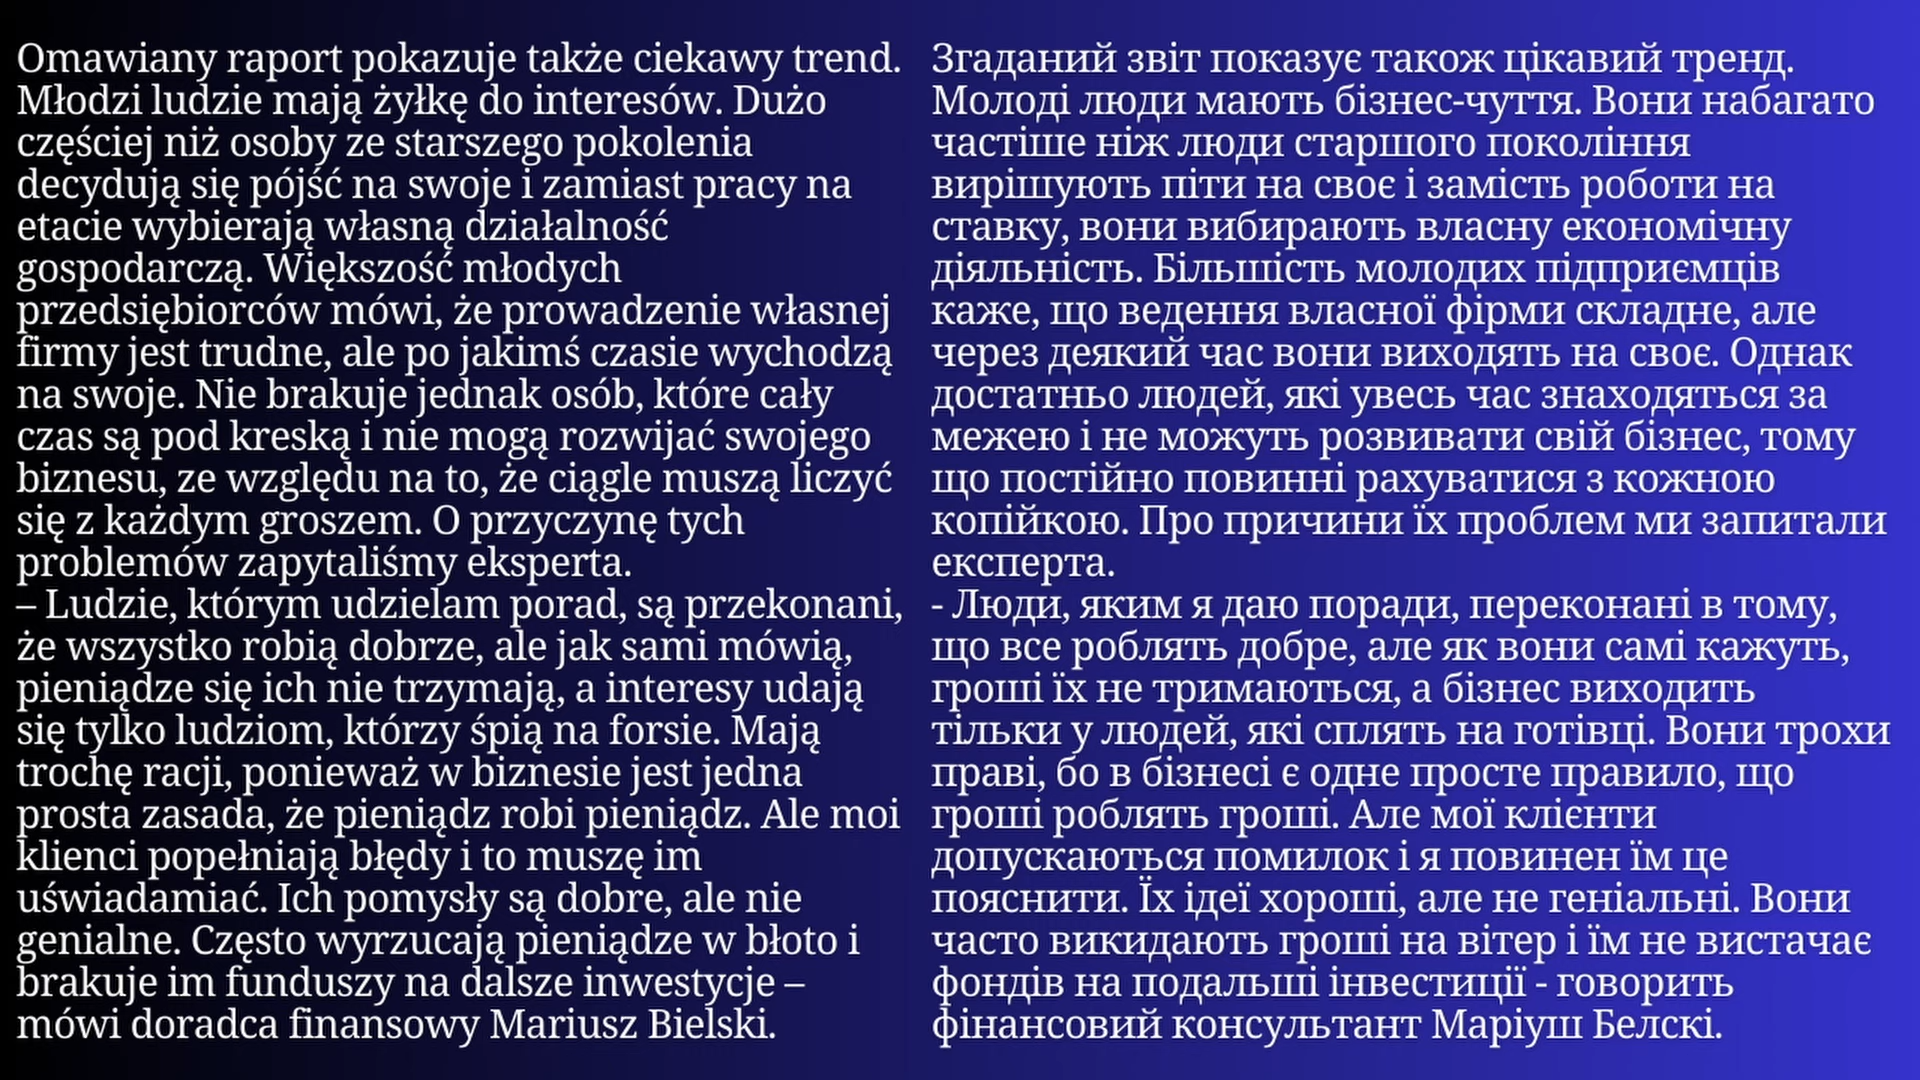 Omawiany raport pokazuje także ciekawy trend.
Młodzi ludzie mają żyłkę do interesów. Dużo
częściej niż osoby ze starszego pokolenia
decydują się pójść na swoje i zamiast pracy na
etacie wybierają własną działalność
gospodarczą. Większość młodych
przedsiębiorców mówi, że prowadzenie własnej
firmy jest trudne, ale po jakimś czasie wychodzą
na swoje. Nie brakuje jednak osób, które cały
czas są pod kreską i nie mogą rozwijać swojego
biznesu, ze względu na to, że ciągle muszą liczyć
się z każdym groszem. O przyczynę tych
problemów zapytaliśmy eksperta.
– Ludzie, którym udzielam porad, są przekonani,
że wszystko robią dobrze, ale jak sami mówią,
pieniądze się ich nie trzymają, a interesy udają
się tylko ludziom, którzy śpią na forsie. Mają
trochę racji, ponieważ w biznesie jest jedna
prosta zasada, że pieniądz robi pieniądz. Ale moi
klienci popełniają błędy i to muszę im
uświadamiać. Ich pomysły są dobre, ale nie
genialne. Często wyrzucają pieniądze w błoto i
brakuje im funduszy na dalsze inwestycje –
mówi doradca finansowy Mariusz Bielski.
Згаданий звіт показує також цікавий тренд.
Молоді люди мають бізнес-чуття. Вони набагато
частіше ніж люди старшого покоління
вирішують піти на своє і замість роботи на
ставку, вони вибирають власну економічну
діяльність. Більшість молодих підприємців
каже, що ведення власної фірми складне, але
через деякий час вони виходять на своє. Однак
достатньо людей, які увесь час знаходяться за
межею і не можуть розвивати свій бізнес, тому
що постійно повинні рахуватися з кожною
копійкою. Про причини їх проблем ми запитали
експерта.
- Люди, яким я даю поради, переконані в тому,
що все роблять добре, але як вони самі кажуть,
гроші їх не тримаються, а бізнес виходить
тільки у людей, які сплять на готівці. Вони трохи
праві, бо в бізнесі є одне просте правило, що
гроші роблять гроші. Але мої клієнти
допускаються помилок і я повинен їм це
пояснити. Їх ідеї хороші, але не геніальні. Вони
часто викидають гроші на вітер і їм не вистачає
фондів на подальші інвестиції - говорить
фінансовий консультант Маріуш Белскі.